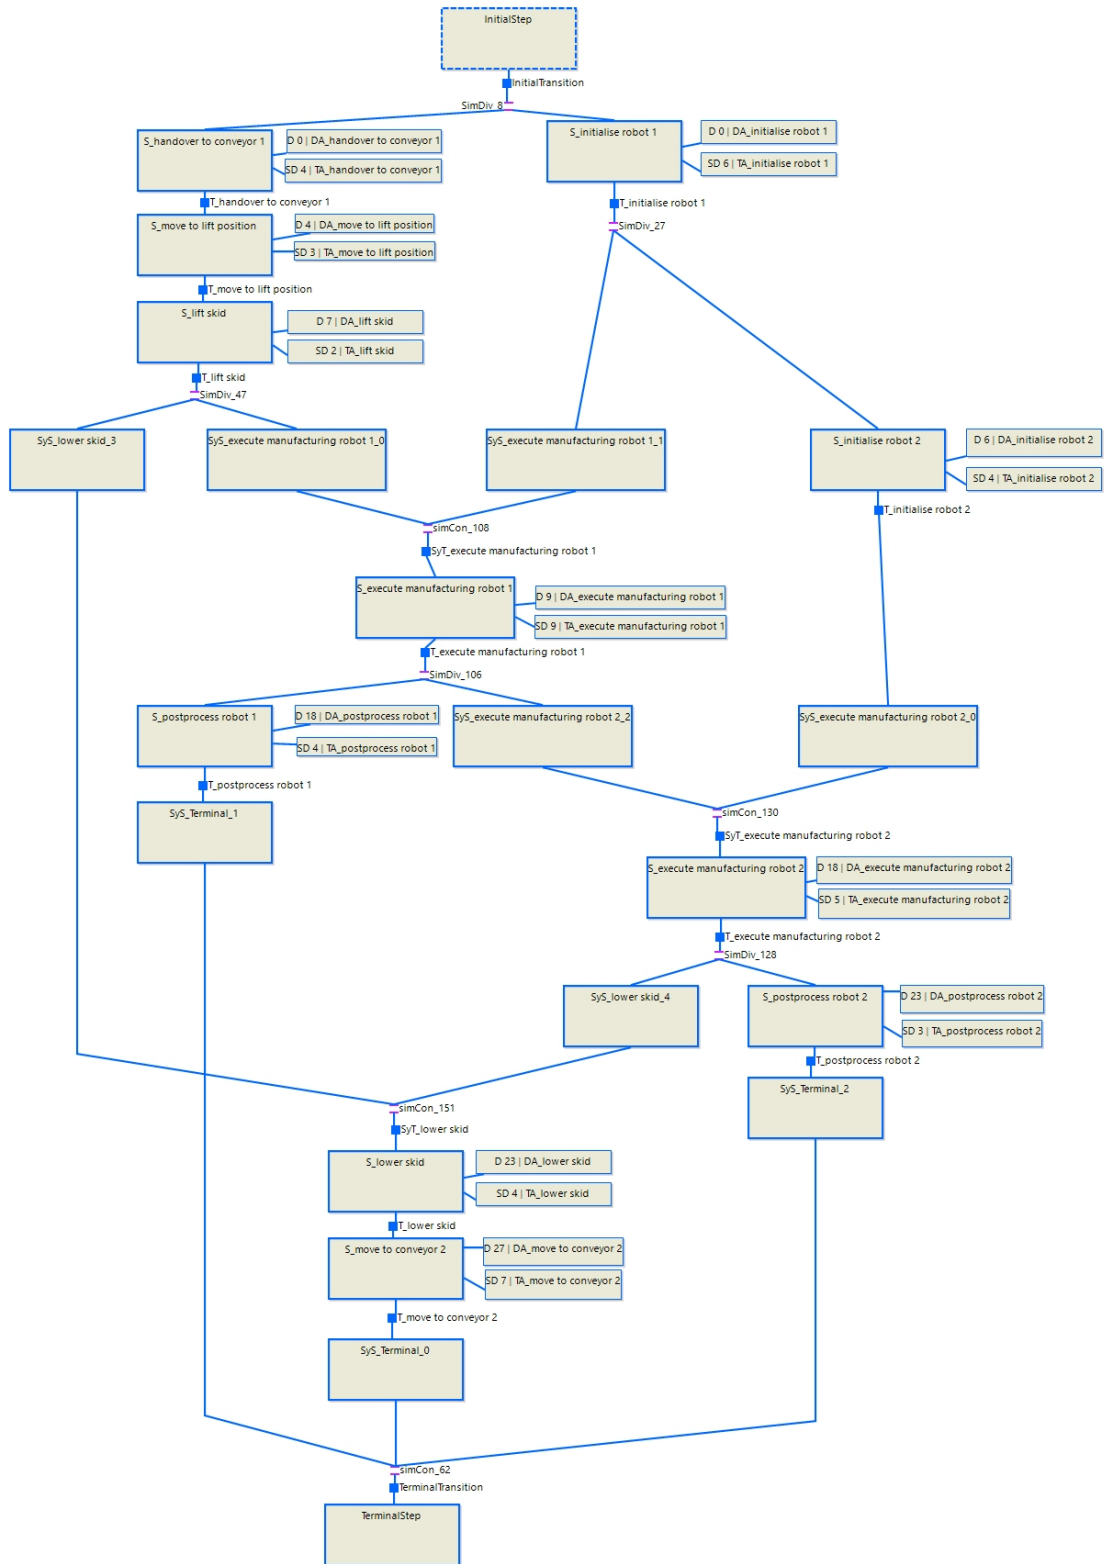 InitialStep
InitialTransition
SimDiv_8
S_handover to conveyor 1
D 0 | DA_handover to conveyor 1
SD 4 | TA_handover to conveyor 1
S_initialise robot 1
D 0 | DA_initialise robot 1
SD 6 | TA_initialise robot 1
T_handover to conveyor 1
T_initialise robot 1
S_move to lift position
D 4 | DA_move to lift position
SD 3 | TA_move to lift position
SimDiv_27
T_move to lift position
S_lift skid
D 7 | DA_lift skid
SD 2 | TA_lift skid
T_lift skid
SimDiv_47
SyS_lower skid_3
SyS_execute manufacturing robot 1_0
SyS_execute manufacturing robot 1_1
S_initialise robot 2
D 6 | DA_initialise robot 2
SD 4 | TA_initialise robot 2
T_initialise robot 2
simCon_108
SyT_execute manufacturing robot 1
S_execute manufacturing robot 1
D 9 | DA_execute manufacturing robot 1
SD 9 | TA_execute manufacturing robot 1
T_execute manufacturing robot 1
SimDiv_106
S_postprocess robot 1
D 18 | DA_postprocess robot 1
SD 4 | TA_postprocess robot 1
SyS_execute manufacturing robot 2_2
SyS_execute manufacturing robot 2_0
T_postprocess robot 1
SyS_Terminal_1
simCon_130
SyT_execute manufacturing robot 2
S_execute manufacturing robot 2
D 18 | DA_execute manufacturing robot 2
SD 5 | TA_execute manufacturing robot 2
T_execute manufacturing robot 2
SimDiv_128
SyS_lower skid_4
S_postprocess robot 2
D 23 | DA_postprocess robot 2
SD 3 | TA_postprocess robot 2
T_postprocess robot 2
SyS_Terminal_2
simCon_151
SyT_lower skid
S_lower skid
D 23 | DA_lower skid
SD 4 | TA_lower skid
T_lower skid
S_move to conveyor 2
D 27 | DA_move to conveyor 2
SD 7 | TA_move to conveyor 2
T_move to conveyor 2
SyS_Terminal_0
simCon_62
TerminalTransition
TerminalStep